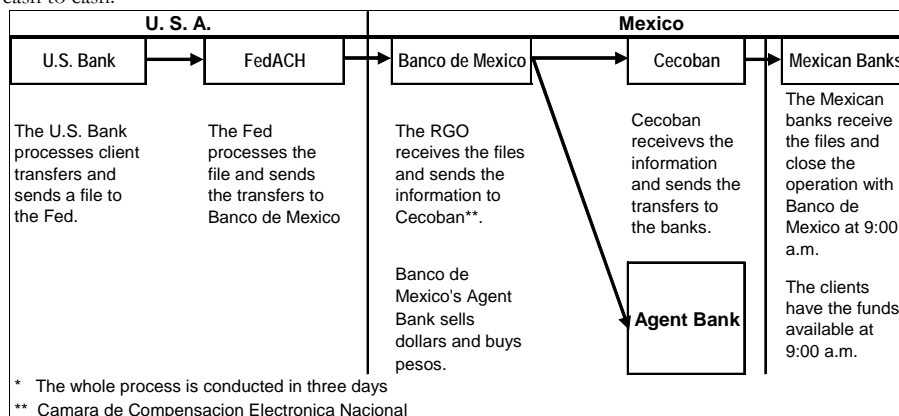 cash to cash.
U. S. A.
Mexico
U.S. Bank
FedACH
Banco de Mexico
Cecoban
Mexican Banks
The U.S. Bank
processes client
transfers and
sends a file to
the Fed.
The Fed
processes the
file and sends
the transfers to
Banco de Mexico
The RGO
receives the files
and sends the
information to
Cecoban**.
Banco de
Mexico's Agent
Bank sells
dollars and buys
pesos.
Cecoban
receivevs the
information
and sends the
transfers to
the banks.
Agent Bank
The Mexican
banks receive
the files and
close the
operation with
Banco de
Mexico at 9:00
a.m.
The clients
have the funds
available at
9:00 a.m.
* The whole process is conducted in three days
** Camara de Compensacion Electronica Nacional